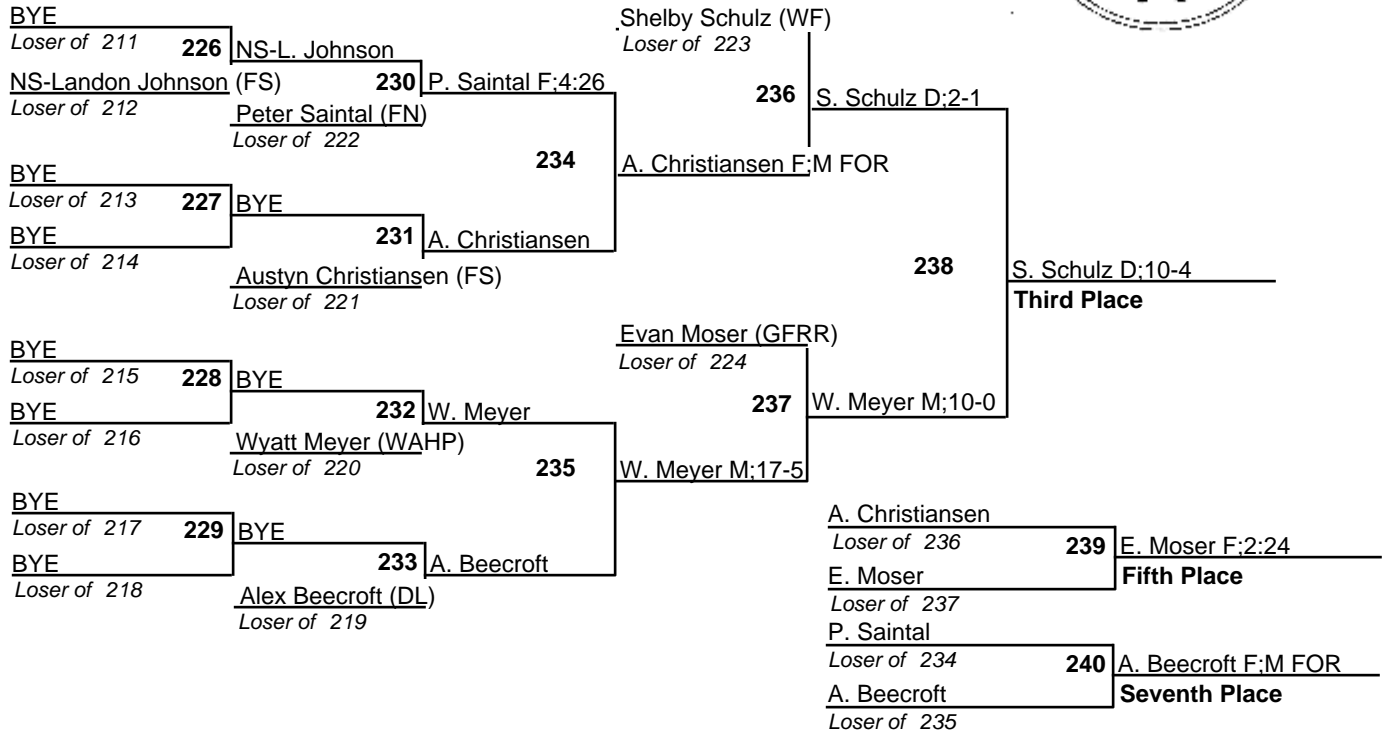 BYE
Loser of 211
226
NS-L. Johnson
NS-Landon Johnson (FS)
Loser of 212
230
P. Saintal F;4:26
Peter Saintal (FN)
Loser of 222
BYE
Loser of 213
227
BYE
BYE
Loser of 214
231
A. Christiansen
Austyn Christiansen (FS)
Loser of 221
234
A. Christiansen F;M FOR
Shelby Schulz (WF)
Loser of 223
236
S. Schulz D;2-1
BYE
Loser of 215
228
BYE
BYE
Loser of 216
232
W. Meyer
Wyatt Meyer (WAHP)
Loser of 220
235
W. Meyer M;17-5
BYE
Loser of 217
229
BYE
BYE
Loser of 218
233
A. Beecroft
Alex Beecroft (DL)
Loser of 219
Evan Moser (GFRR)
Loser of 224
237
W. Meyer M;10-0
238
S. Schulz D;10-4
Third Place
A. Christiansen
Loser of 236
239
E. Moser F;2:24
Fifth Place
E. Moser
Loser of 237
P. Saintal
Loser of 234
240
A. Beecroft F;M FOR
Seventh Place
A. Beecroft
Loser of 235